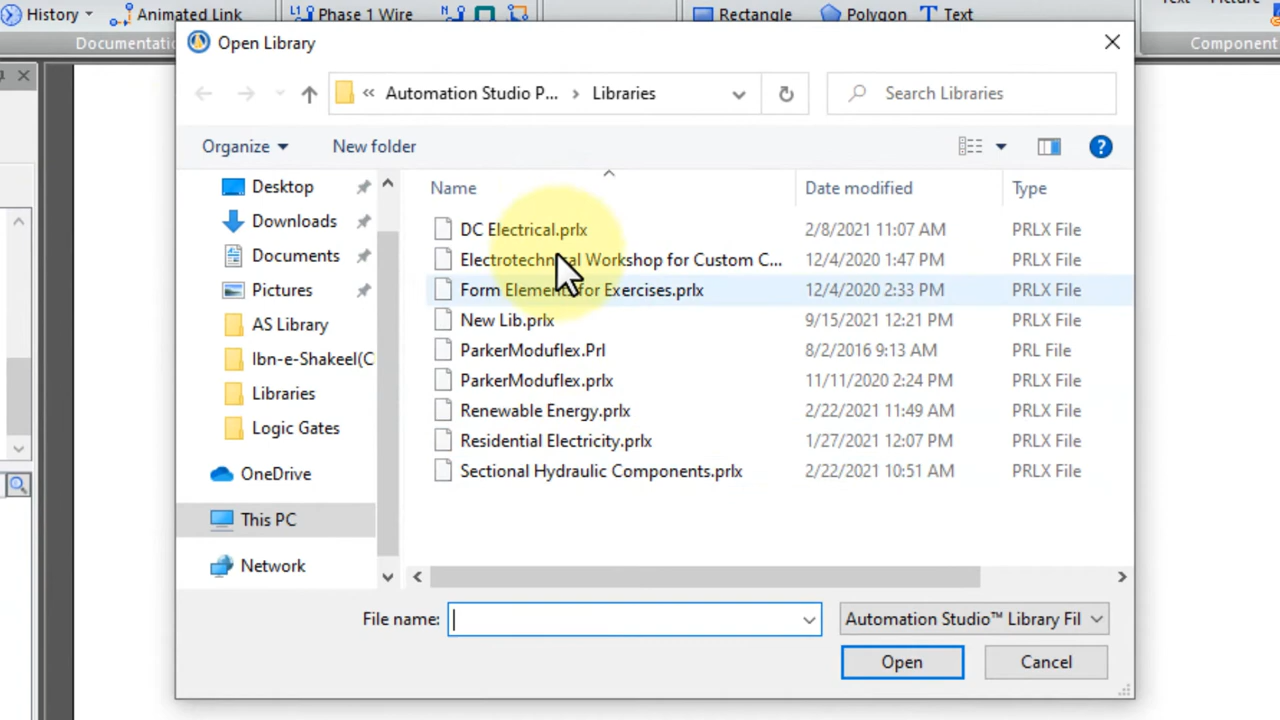 History
Animated Link
Phase 1 Wire
Rectangle
Polygon
Text
Documentati
Component
Open Library
« Automation Studio P... › Libraries
Search Libraries
Organize
New folder
Name
Date modified
Type
Desktop
Downloads
Documents
Pictures
AS Library
Ibn-e-Shakeel(C
Libraries
Logic Gates
OneDrive
This PC
Network
DC Electrical.prlx 2/8/2021 11:07 AM PRLX File
Electrotechnical Workshop for Custom C... 12/4/2020 1:47 PM PRLX File
Form Elements for Exercises.prlx 12/4/2020 2:33 PM PRLX File
New Lib.prlx 9/15/2021 12:21 PM PRLX File
ParkerModuflex.Prl 8/2/2016 9:13 AM PRL File
ParkerModuflex.prlx 11/11/2020 2:24 PM PRLX File
Renewable Energy.prlx 2/22/2021 11:49 AM PRLX File
Residential Electricity.prlx 1/27/2021 12:07 PM PRLX File
Sectional Hydraulic Components.prlx 2/22/2021 10:51 AM PRLX File
File name:
Automation Studio™ Library Fil
Open
Cancel